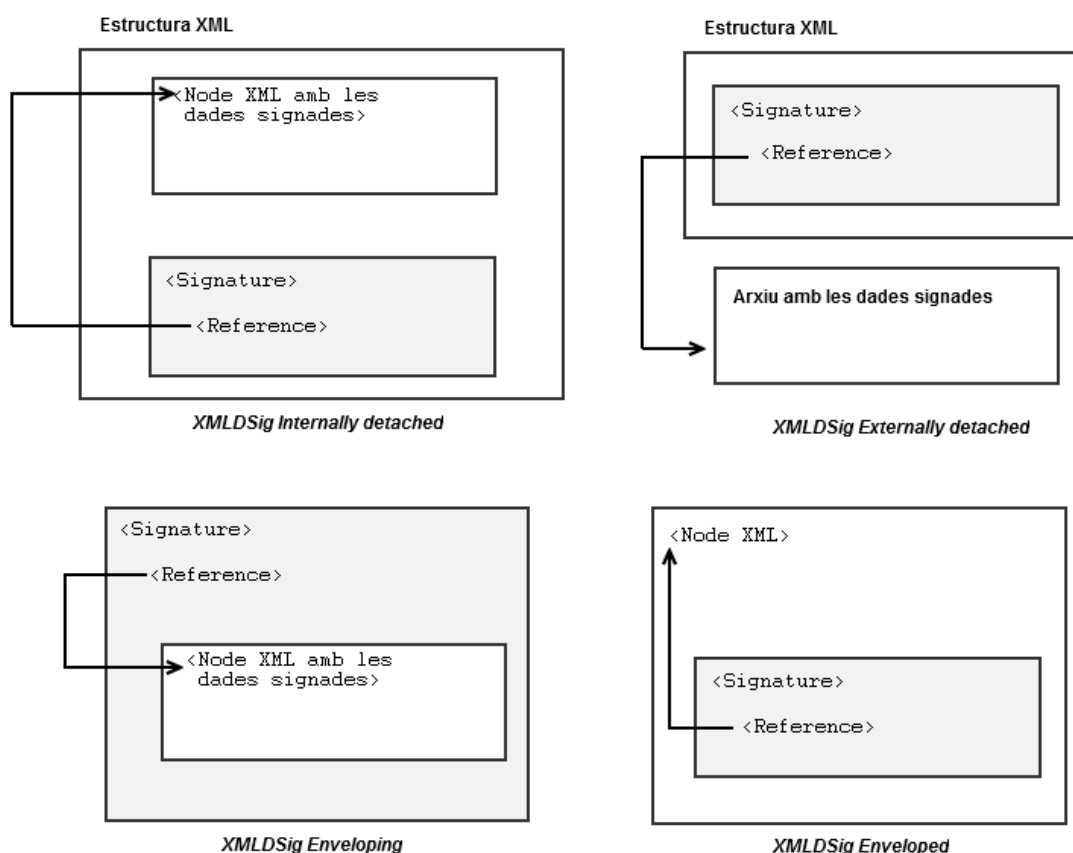 Estructura XML
<Node XML amb les
dades signades>
<Signature>
<Reference>
XMLDSig Internally detached
Estructura XML
<Signature>
<Reference>
Arxiu amb les dades signades
XMLDSig Externally detached
<Signature>
<Reference>
<Node XML amb les
dades signades>
XMLDSig Enveloping
<Node XML>
<Signature>
<Reference>
XMLDSig Enveloped